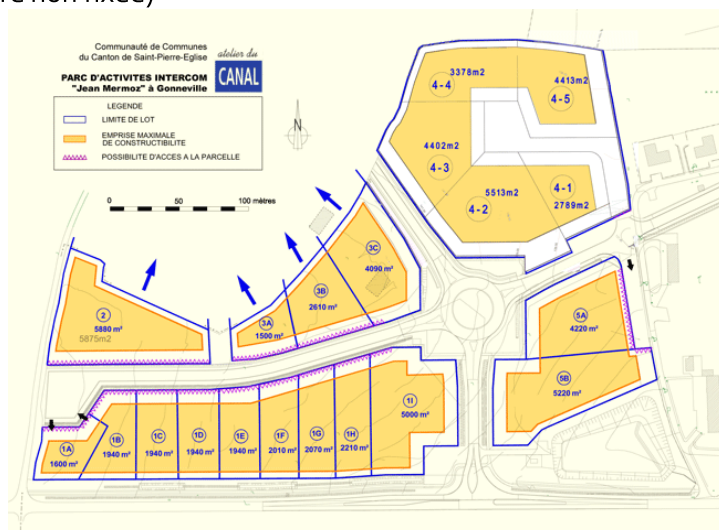 Communauté de Communes
du Canton de Saint-Pierre-Eglise
atelier du
CANAL
PARC D'ACTIVITES INTERCOM
"Jean Mermoz" à Gonneville
LEGENDE
LIMITE DE LOT
EMPRISE MAXIMALE
DE CONSTRUCTIBILITE
POSSIBILITE D'ACCES A LA PARCELLE
N
0 50 100 mètres
3378m2
4-4
4413m2
4-5
4402m2
4-3
5513m2
4-2
4-1
2789m2
3C
4090 m²
3B
2610 m²
3A
1500 m²
2
5880 m²
5875m2
5A
4220 m²
5B
5220 m²
1I
5000 m²
1A
1600 m²
1B
1940 m²
1C
1940 m²
1D
1940 m²
1E
1940 m²
1F
2010 m²
1G
2070 m²
1H
2210 m²